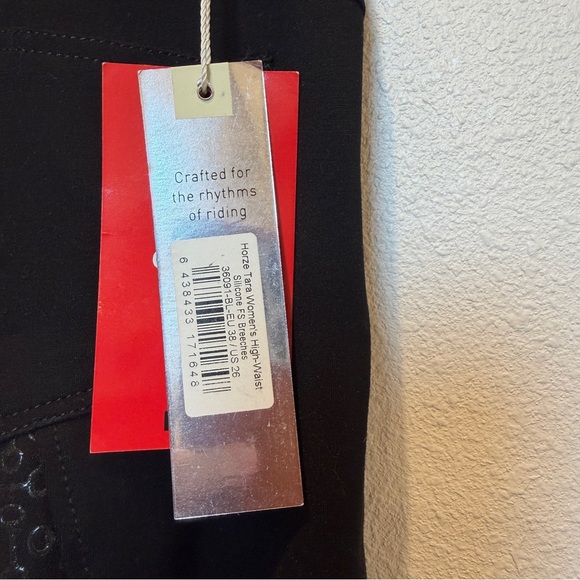 Crafted for
the rhythms
of riding
Horze Tara Women's High-Waist
Silicone FS Breeches
36091-BL-EU 38 / US 26
6 438433 171648